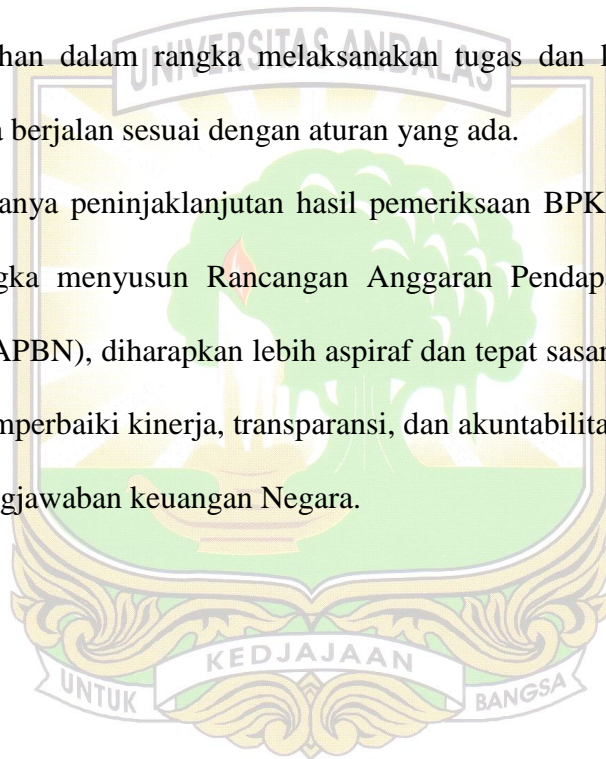 UNIVERSITAS ANDALAS
han dalam rangka melaksanakan tugas dan
berjalan sesuai dengan aturan yang ada.
anya peninjaklanjutan hasil pemeriksaan BPK
gka menyusun Rancangan Anggaran Pendapa
APBN), diharapkan lebih aspiraf dan tepat sasar
mperbaiki kinerja, transparansi, dan akuntabilita
gjawaban keuangan Negara.
KEDJAJAAN
UNTUK BANGSA